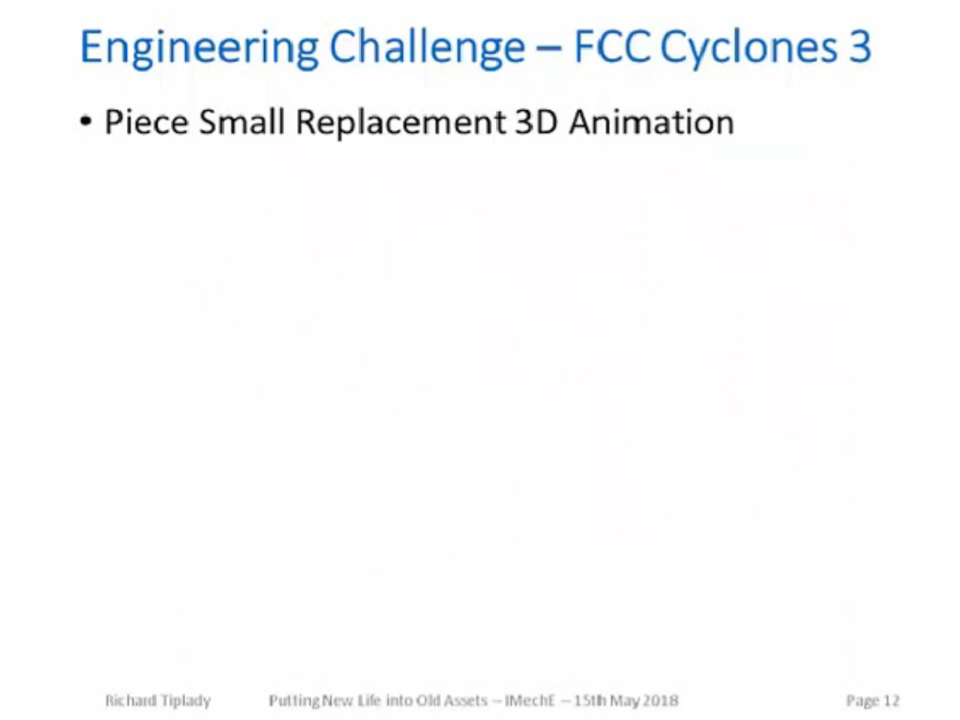 Engineering Challenge – FCC Cyclones 3
• Piece Small Replacement 3D Animation
Richard Tiplady Putting New Life into Old Assets – IMechE – 15th May 2018 Page 12